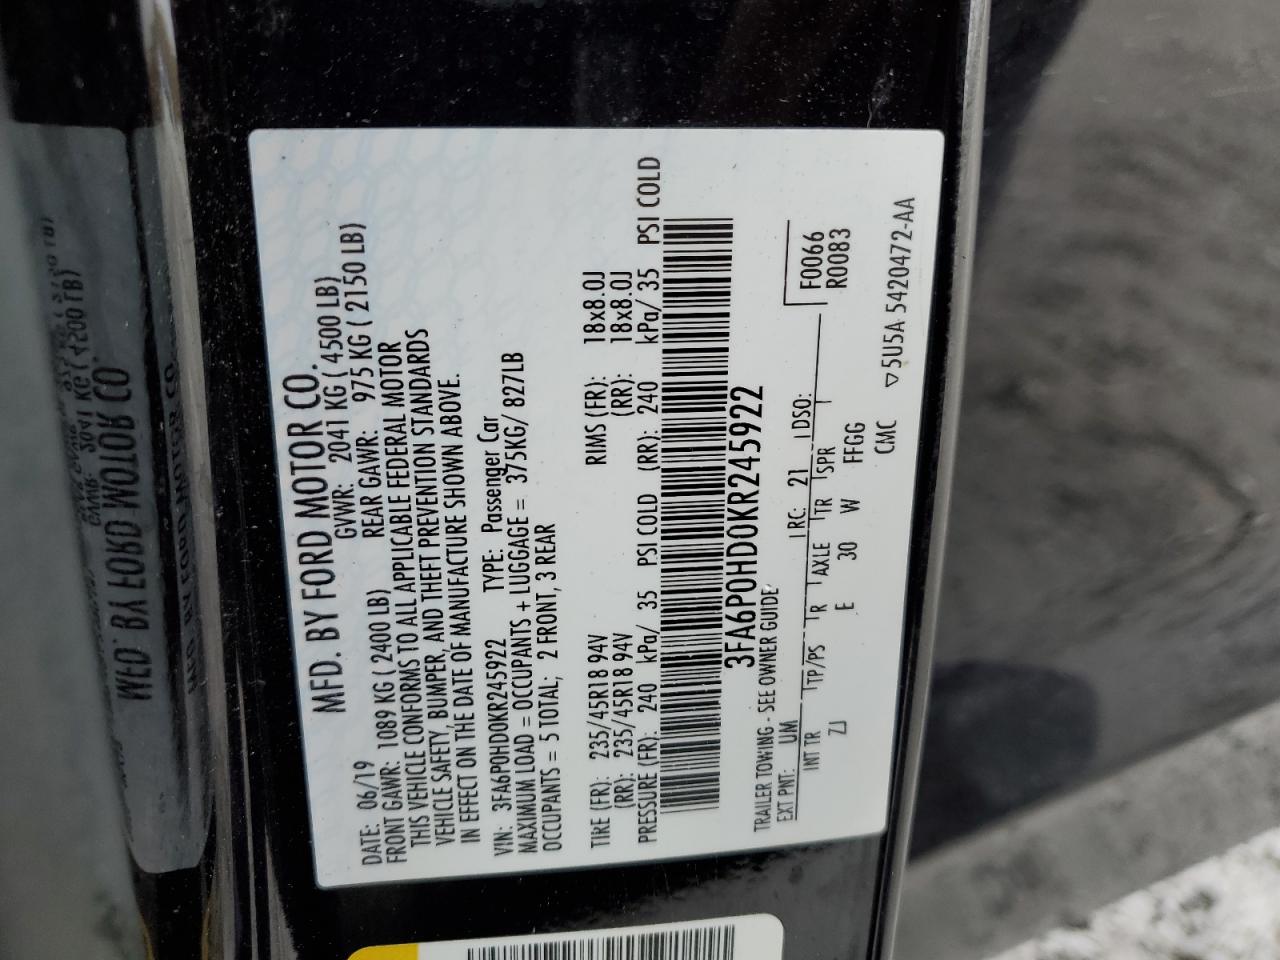 MFD. BY FORD MOTOR CO.
DATE: 06/19 GVWR: 2041 KG ( 4500 LB)
FRONT GAWR: 1089 KG ( 2400 LB) REAR GAWR: 975 KG ( 2150 LB)
THIS VEHICLE CONFORMS TO ALL APPLICABLE FEDERAL MOTOR
VEHICLE SAFETY, BUMPER, AND THEFT PREVENTION STANDARDS
IN EFFECT ON THE DATE OF MANUFACTURE SHOWN ABOVE.
VIN: 3FA6P0HD0KR245922 TYPE: Passenger Car
MAXIMUM LOAD = OCCUPANTS + LUGGAGE = 375KG/ 827LB
OCCUPANTS = 5 TOTAL; 2 FRONT, 3 REAR
TIRE (FR): 235/45R18 94V RIMS (FR): 18x8.0J
(RR): 235/45R18 94V (RR): 18x8.0J
PRESSURE (FR): 240 kPa/ 35 PSI COLD (RR): 240 kPa/ 35 PSI COLD
3FA6P0HD0KR245922
TRAILER TOWING - SEE OWNER GUIDE
EXT PNT: UM RC: 21 DSO:
INT TR TP/PS R AXLE TR SPR
ZJ E 30 W FFGG
F0066
R0083
CMC ▽5U5A 5420472-AA